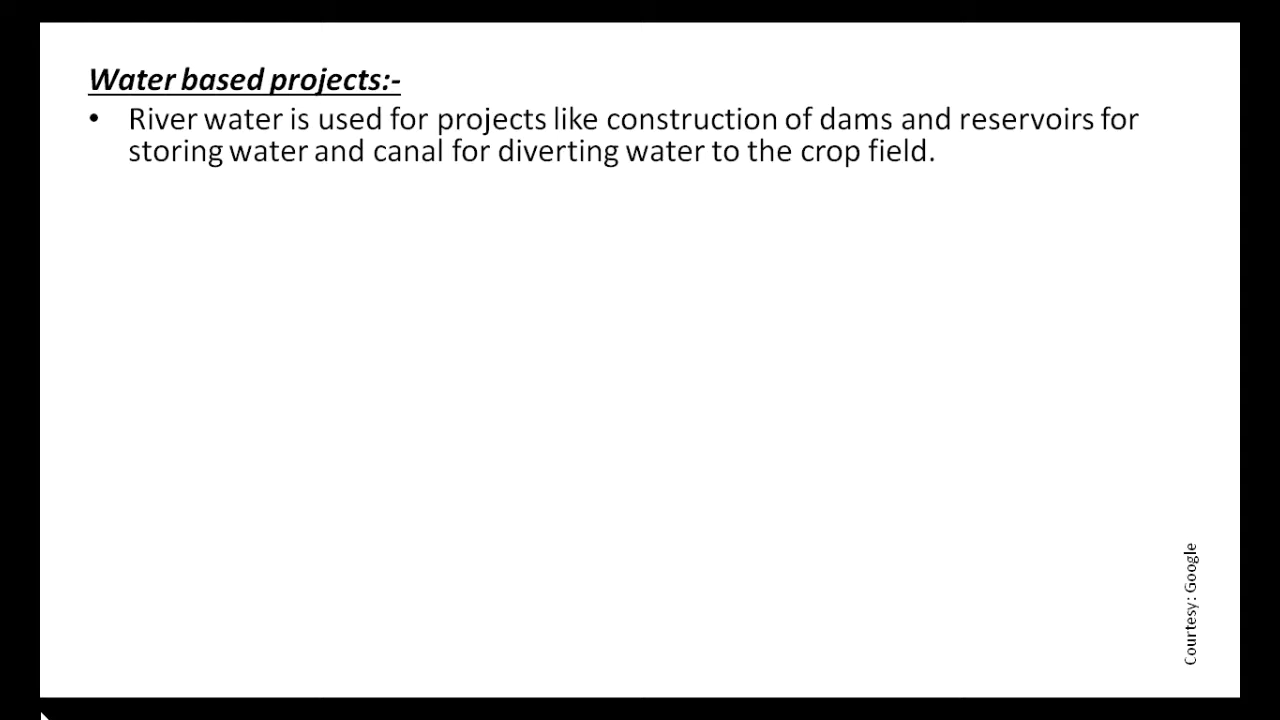 Water based projects:-
• River water is used for projects like construction of dams and reservoirs for
storing water and canal for diverting water to the crop field.
Courtesy: Google